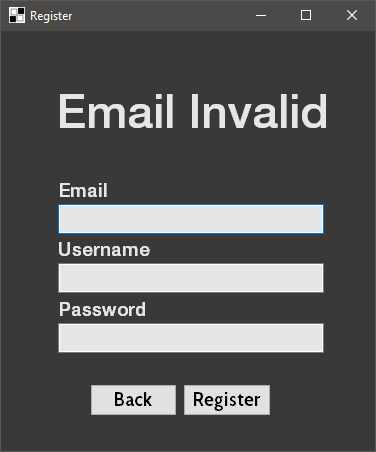 Register
Email Invalid
Email
Username
Password
Back Register